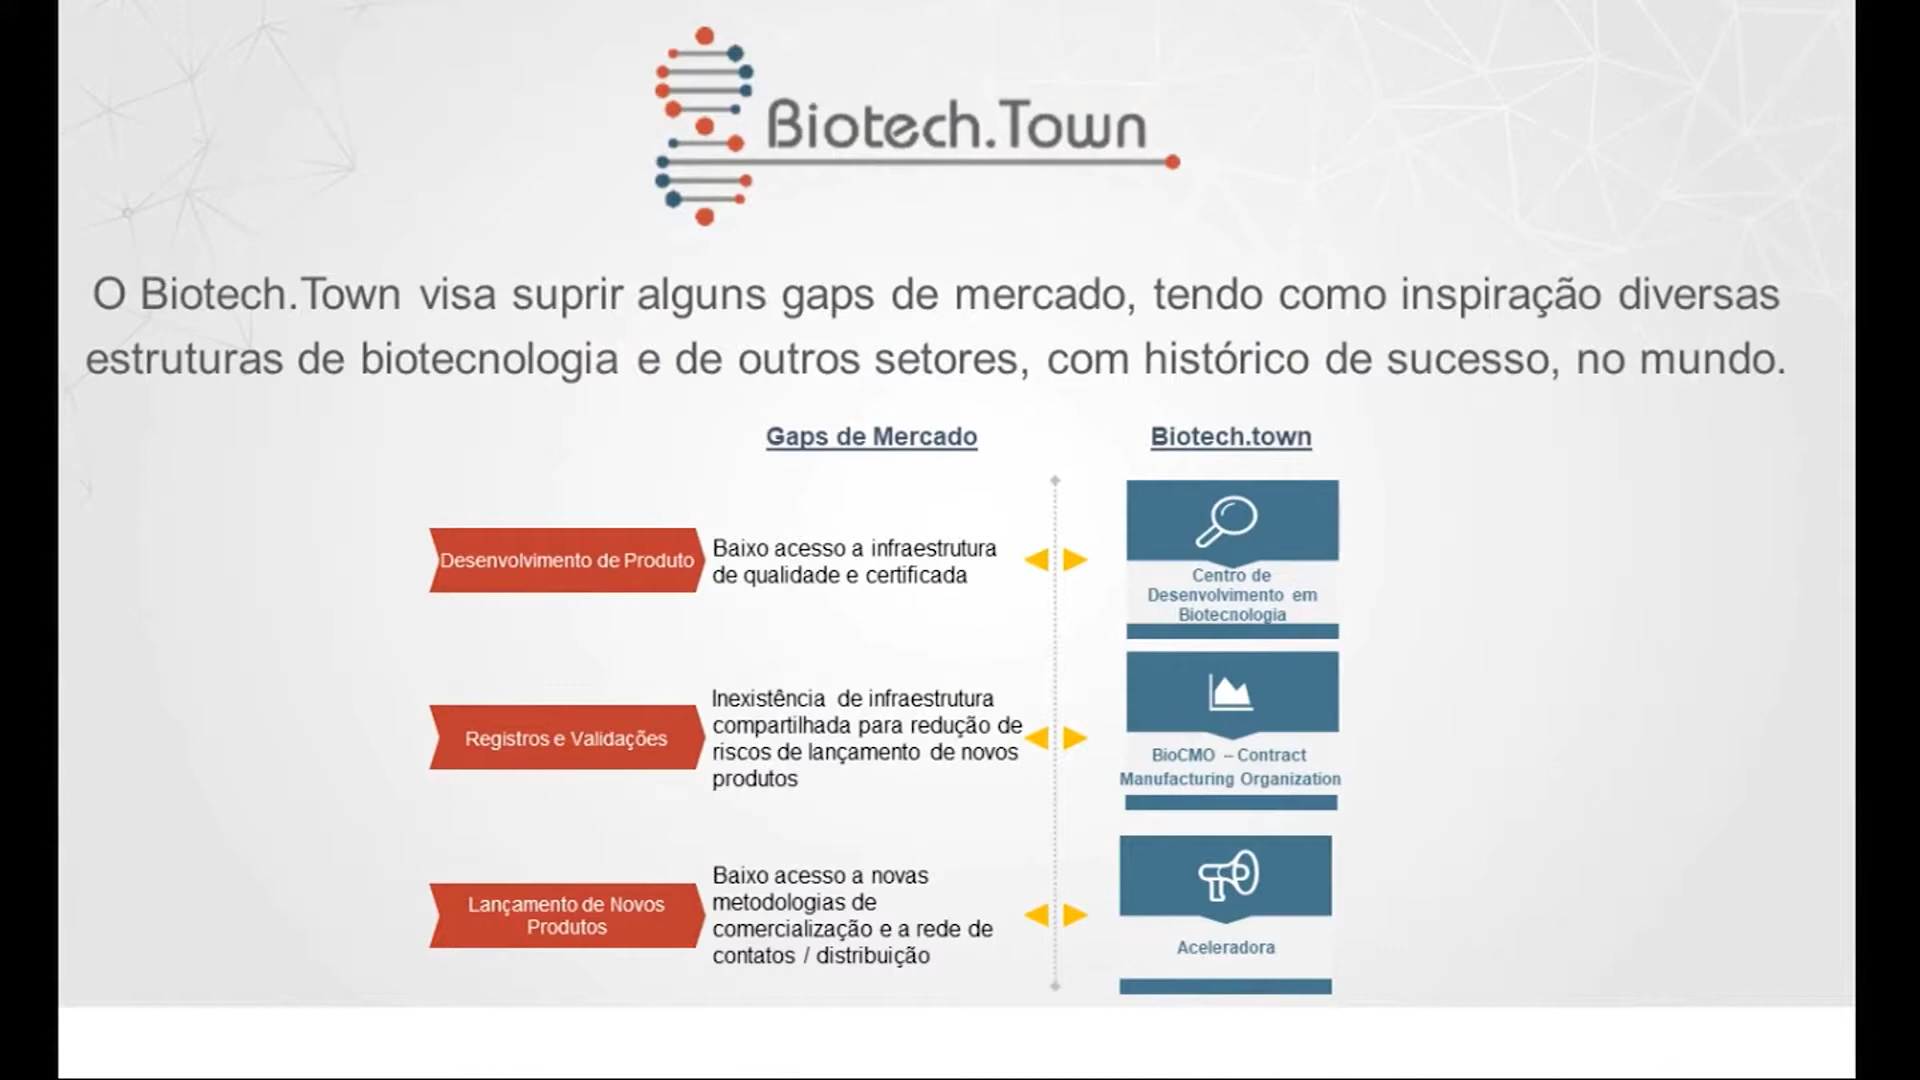 Biotech.Town
O Biotech.Town visa suprir alguns gaps de mercado, tendo como inspiração diversas
estruturas de biotecnologia e de outros setores, com histórico de sucesso, no mundo.
Gaps de Mercado
Biotech.town
Desenvolvimento de Produto
Baixo acesso a infraestrutura
de qualidade e certificada
Centro de
Desenvolvimento em
Biotecnologia
Registros e Validações
Inexistência de infraestrutura
compartilhada para redução de
riscos de lançamento de novos
produtos
BioCMO – Contract
Manufacturing Organization
Lançamento de Novos
Produtos
Baixo acesso a novas
metodologias de
comercialização e a rede de
contatos / distribuição
Aceleradora